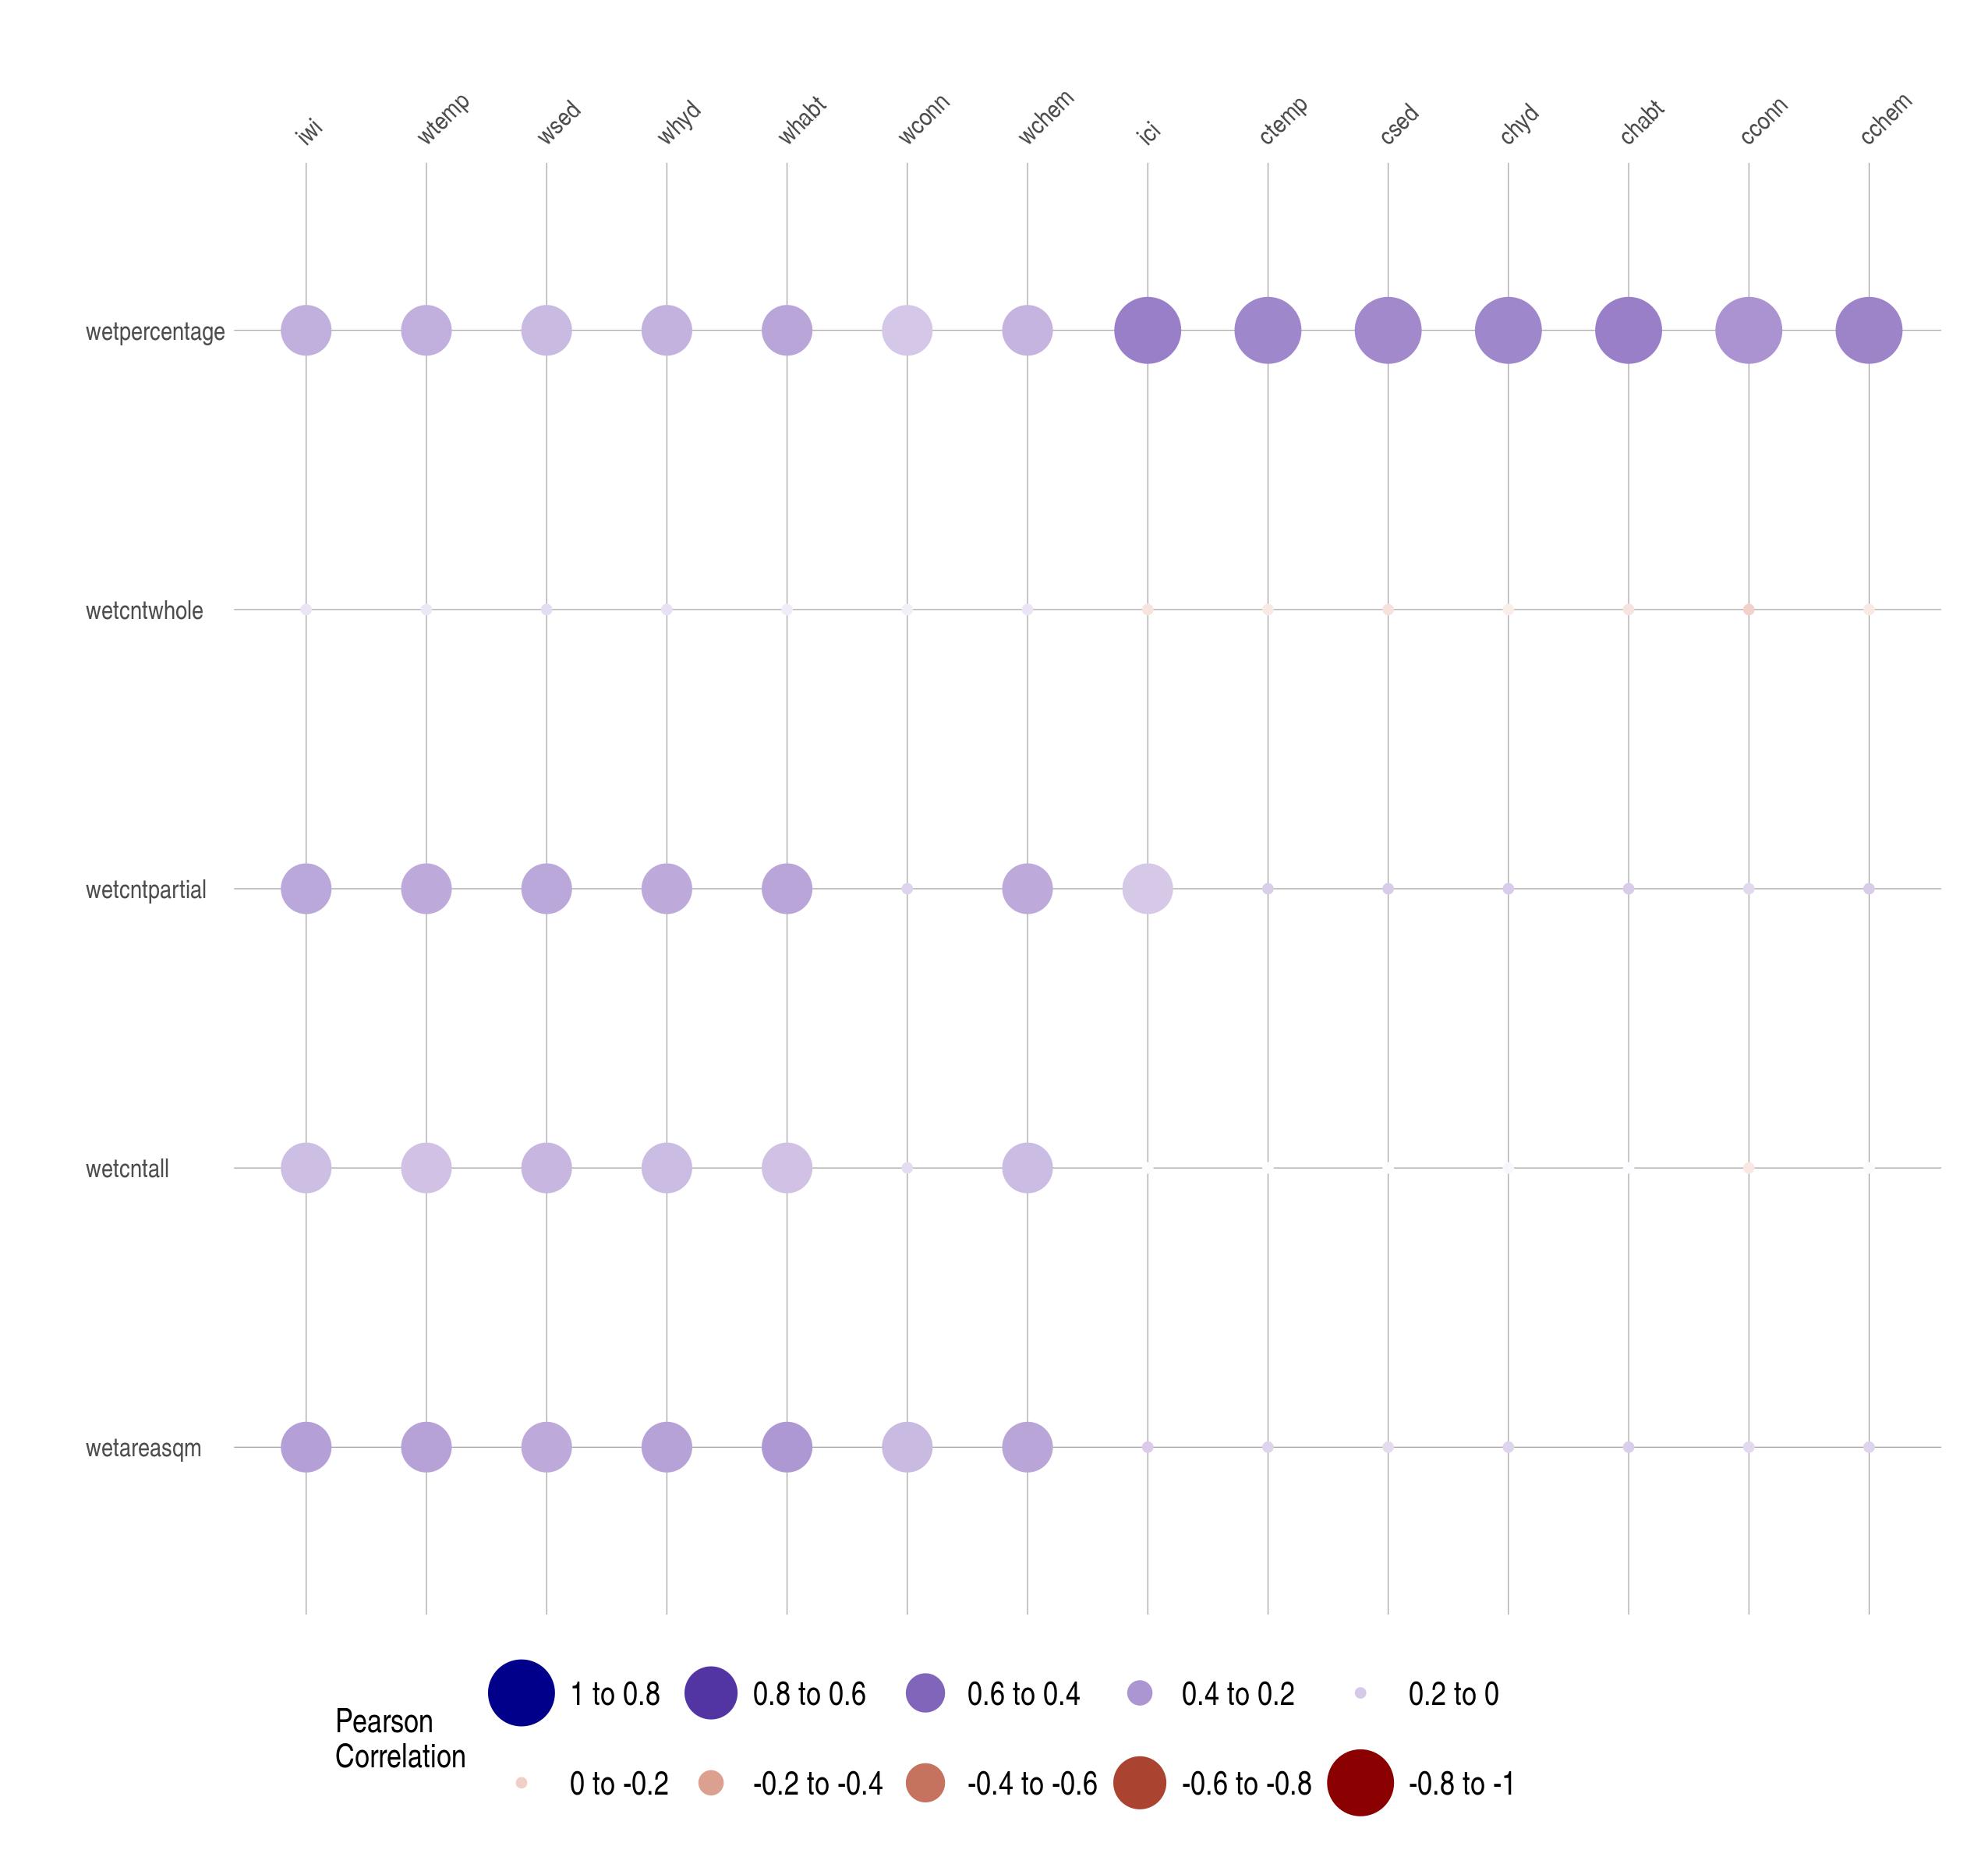 iwi
wtemp
wsed
whyd
whabt
wconn
wchem
ici
ctemp
csed
chyd
chabt
cconn
cchem
wetpercentage
wetcntwhole
wetcntpartial
wetcntall
wetareasqm
Pearson
Correlation
1 to 0.8
0.8 to 0.6
0.6 to 0.4
0.4 to 0.2
0.2 to 0
0 to -0.2
-0.2 to -0.4
-0.4 to -0.6
-0.6 to -0.8
-0.8 to -1